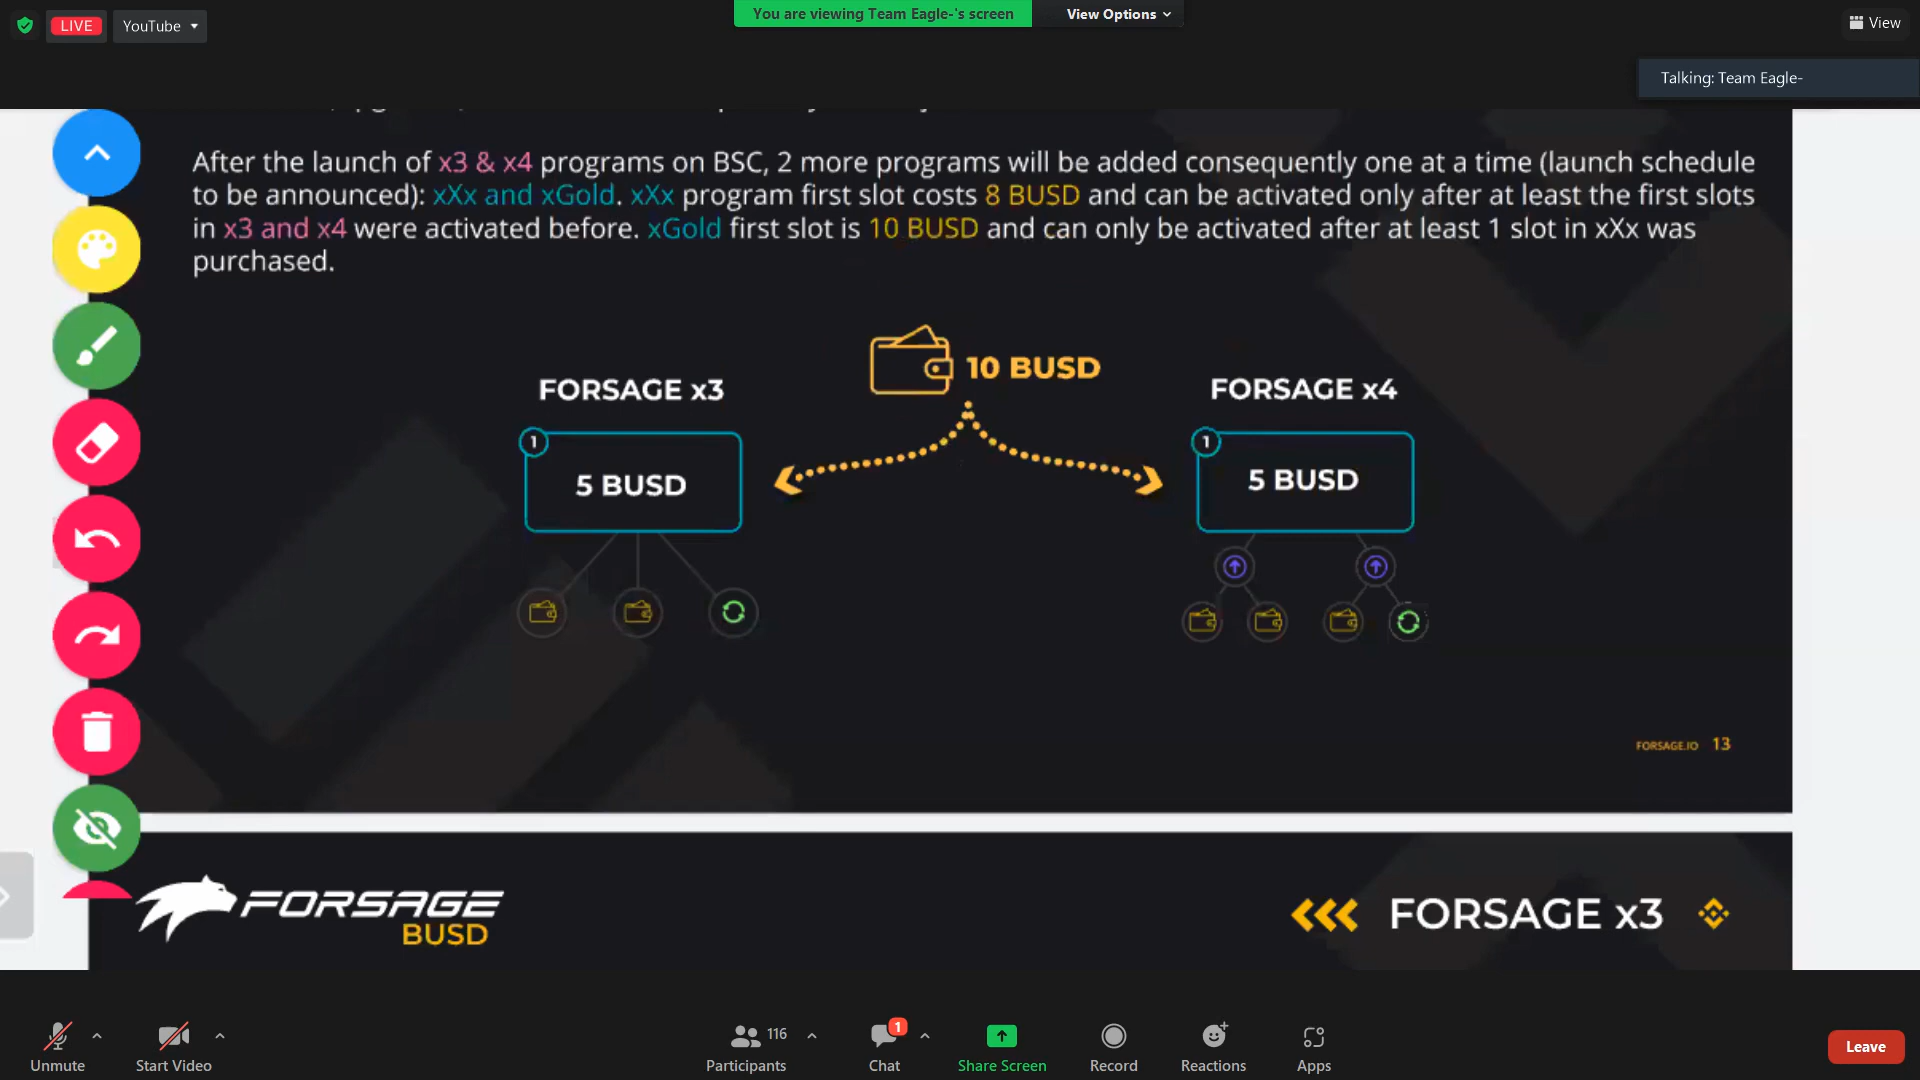 LIVE
YouTube
You are viewing Team Eagle-'s screen
View Options
View
Talking: Team Eagle-
After the launch of x3 & x4 programs on BSC, 2 more programs will be added consequently one at a time (launch schedule
to be announced): xXx and xGold. xXx program first slot costs 8 BUSD and can be activated only after at least the first slots
in x3 and x4 were activated before. xGold first slot is 10 BUSD and can only be activated after at least 1 slot in xXx was
purchased.
10 BUSD
FORSAGE x3
FORSAGE x4
1
5 BUSD
1
5 BUSD
FORSAGE.IO 13
FORSAGE
BUSD
FORSAGE x3
Unmute
Start Video
116
Participants
1
Chat
Share Screen
Record
Reactions
Apps
Leave